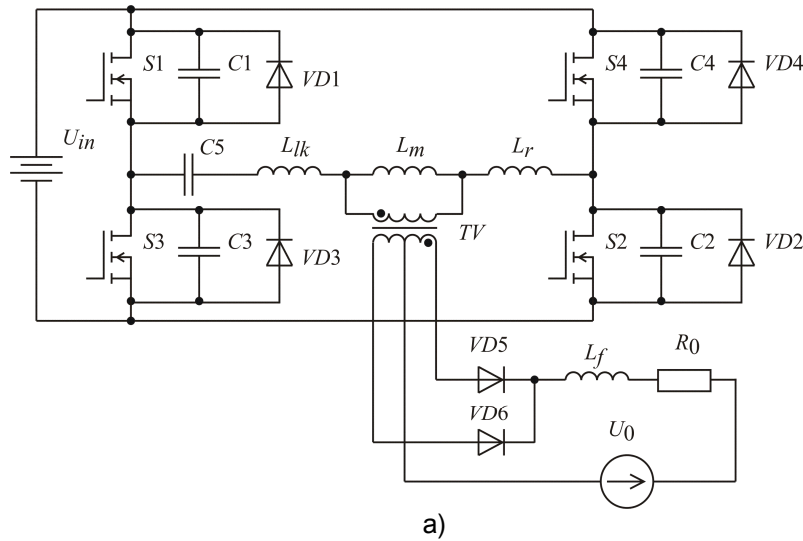 S1 C1 VD1 S4 C4 VD4
Uin
C5 Llk Lm Lr
S3 C3 VD3 TV S2 C2 VD2
VD5 Lf R0
VD6 U0
a)